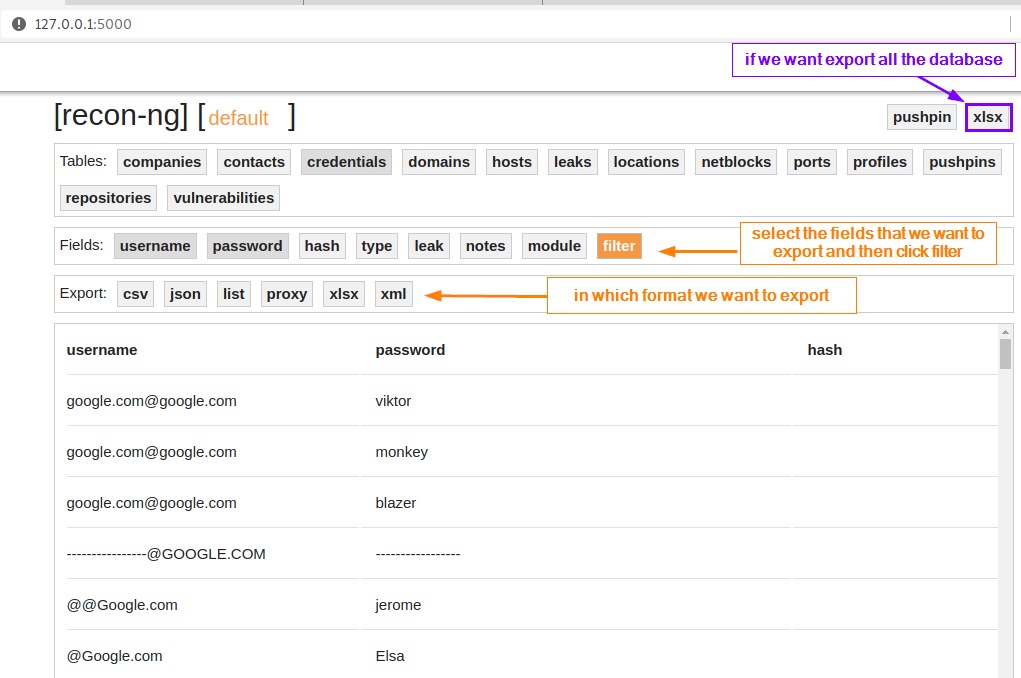 127.0.0.1:5000
if we want export all the database
[recon-ng] [ default ]
pushpin xlsx
Tables: companies contacts credentials domains hosts leaks locations netblocks ports profiles pushpins
repositories vulnerabilities
Fields: username password hash type leak notes module filter
select the fields that we want to
export and then click filter
Export: csv json list proxy xlsx xml
in which format we want to export
username password hash
google.com@google.com viktor
google.com@google.com monkey
google.com@google.com blazer
----------------@GOOGLE.COM -----------------
@@Google.com jerome
@Google.com Elsa